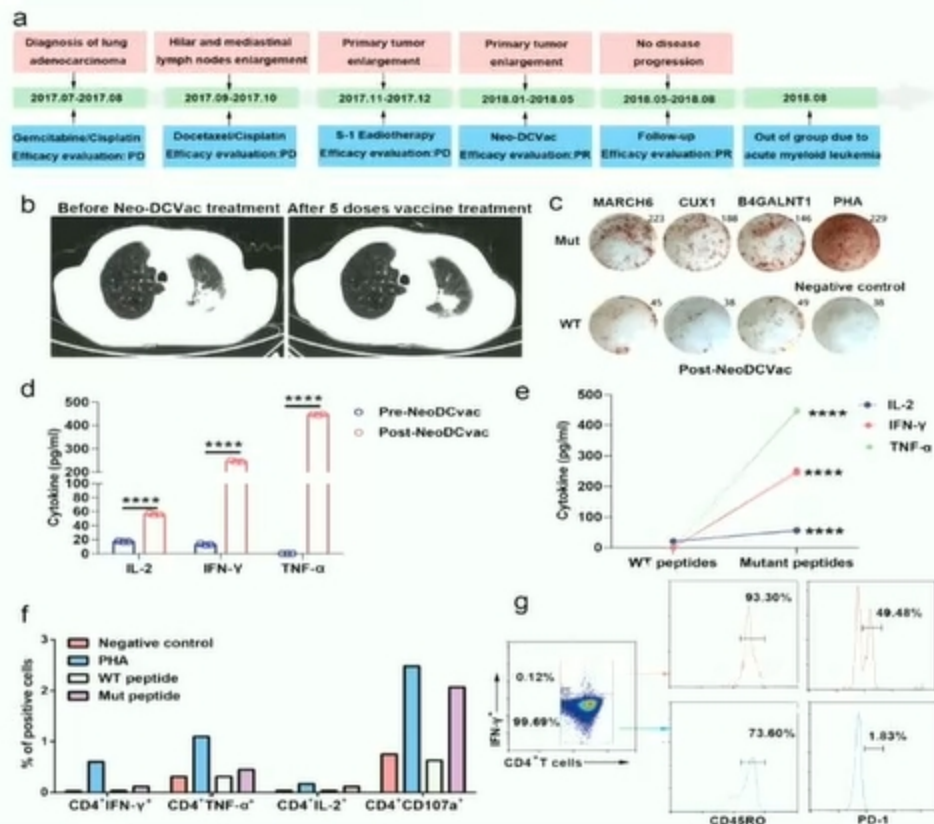 a
Diagnosis of lung adenocarcinoma
Hilar and mediastinal lymph nodes enlargement
Primary tumor enlargement
Primary tumor enlargement
No disease progression
2017.07-2017.08
2017.09-2017.10
2017.11-2017.12
2018.01-2018.05
2018.05-2018.08
2018.08
Gemcitabine/Cisplatin
Efficacy evaluation: PD
Docetaxel/Cisplatin
Efficacy evaluation: PD
S-1 Eadiotherapy
Efficacy evaluation: PD
Neo-DCVac
Efficacy evaluation: PR
Follow-up
Efficacy evaluation: PR
Out of group due to
acute myeloid leukemia
b
Before Neo-DCVac treatment
After 5 doses vaccine treatment
c
MARCH6 CUX1 B4GALNT1 PHA
Mut
223 188 146 229
Negative control
WT
45 38 49 38
Post-NeoDCVac
d
Cytokine (pg/ml)
500
400
300
200
100
80
60
40
20
0
**** **** ****
IL-2 IFN-γ TNF-α
Pre-NeoDCvac
Post-NeoDCvac
e
Cytokine (pg/ml)
500
400
300
200
100
0
****
****
****
WT peptides Mutant peptides
IL-2
IFN-γ
TNF-α
f
% of positive cells
3
2
1
0
Negative control
PHA
WT peptide
Mut peptide
CD4⁺IFN-γ⁺ CD4⁺TNF-α⁺ CD4⁺IL-2⁺ CD4⁺CD107a⁺
g
IFN-γ⁺
0.12%
99.69%
CD4⁺T cells
93.30%
49.48%
73.60%
1.83%
CD45RO PD-1